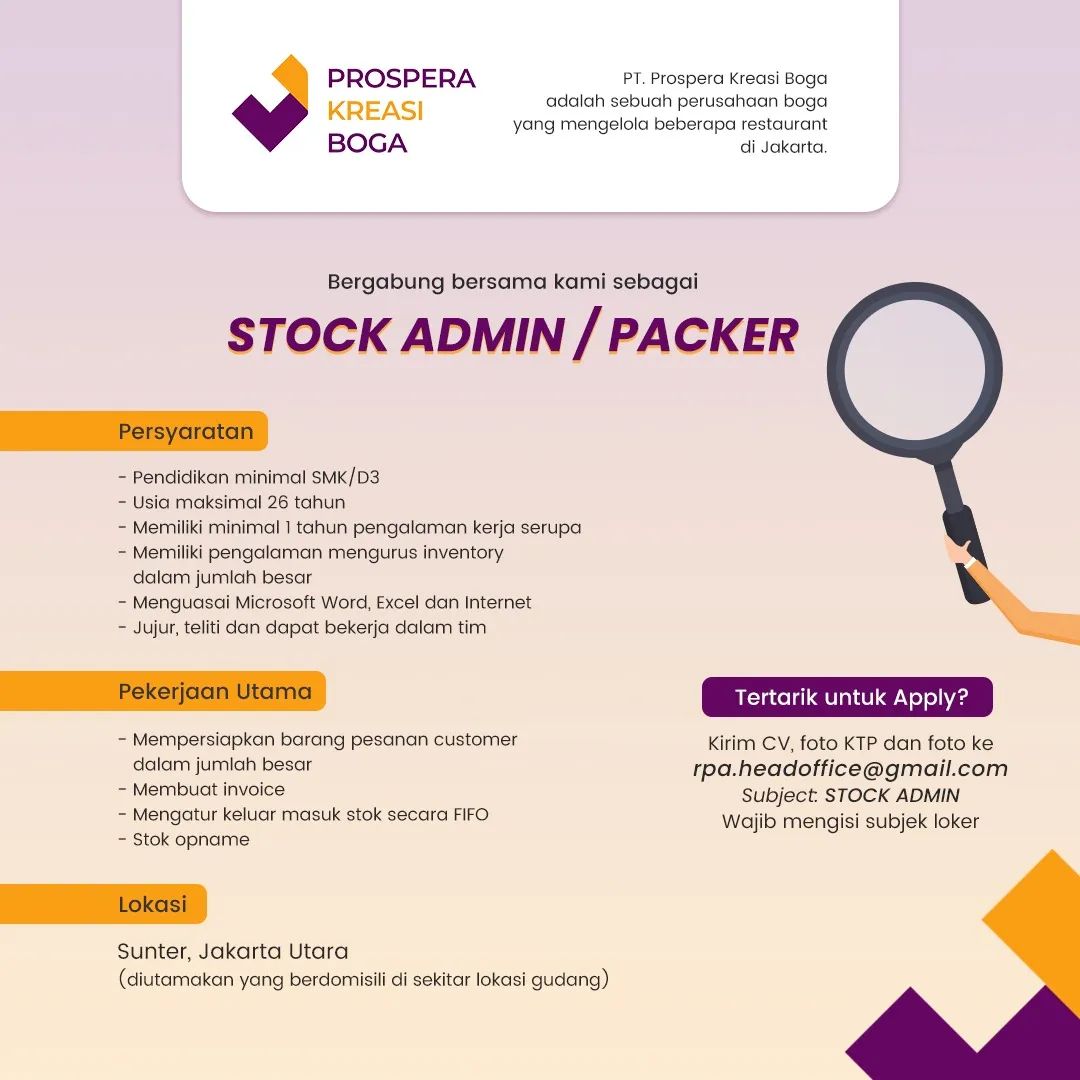 PROSPERA
KREASI
BOGA
PT. Prospera Kreasi Boga
adalah sebuah perusahaan boga
yang mengelola beberapa restaurant
di Jakarta.
Bergabung bersama kami sebagai
STOCK ADMIN / PACKER
Persyaratan
- Pendidikan minimal SMK/D3
- Usia maksimal 26 tahun
- Memiliki minimal 1 tahun pengalaman kerja serupa
- Memiliki pengalaman mengurus inventory
dalam jumlah besar
- Menguasai Microsoft Word, Excel dan Internet
- Jujur, teliti dan dapat bekerja dalam tim
Pekerjaan Utama
- Mempersiapkan barang pesanan customer
dalam jumlah besar
- Membuat invoice
- Mengatur keluar masuk stok secara FIFO
- Stok opname
Lokasi
Sunter, Jakarta Utara
(diutamakan yang berdomisili di sekitar lokasi gudang)
Tertarik untuk Apply?
Kirim CV, foto KTP dan foto ke
rpa.headoffice@gmail.com
Subject: STOCK ADMIN
Wajib mengisi subjek loker